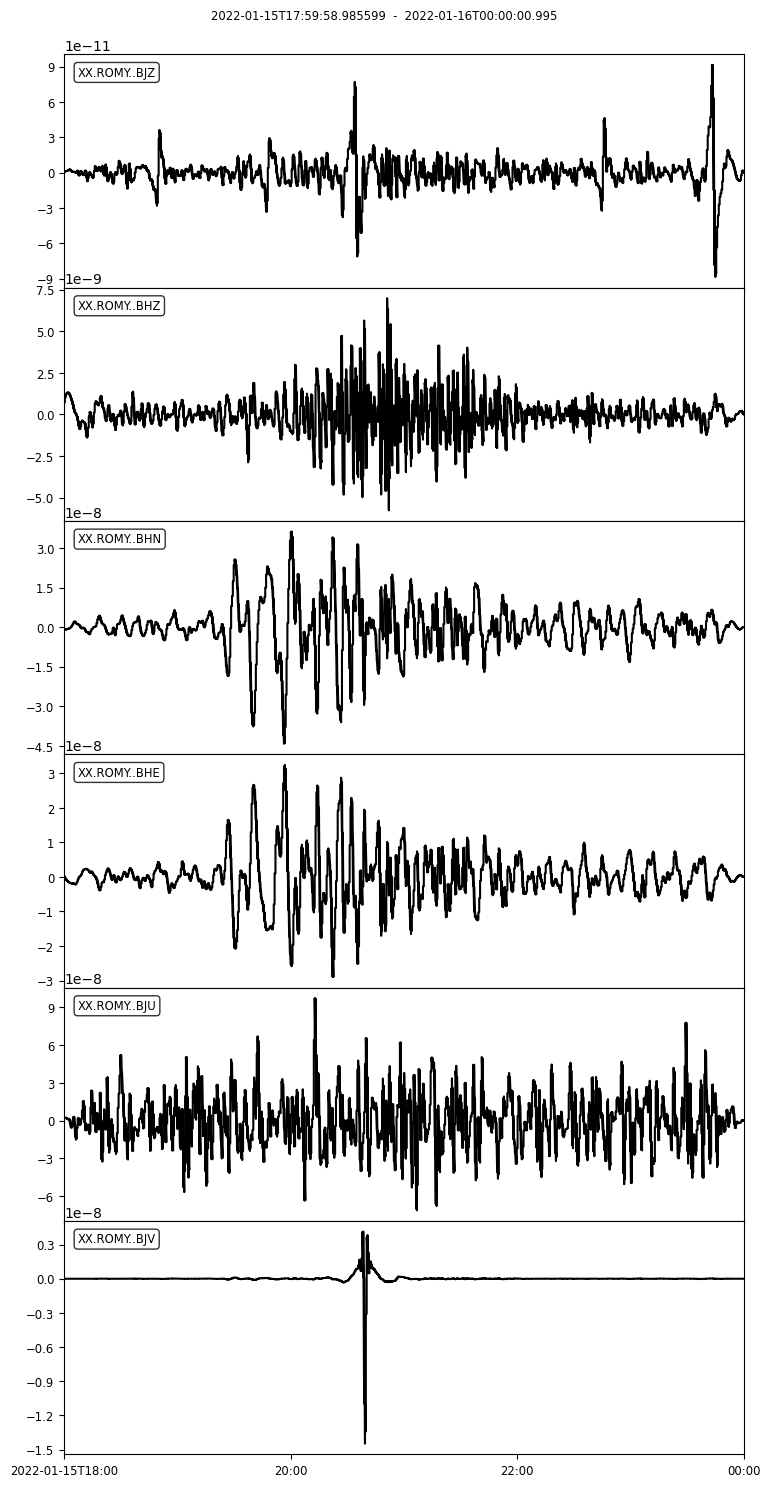 2022-01-15T17:59:58.985599 - 2022-01-16T00:00:00.995
1e−11
XX.ROMY..BJZ
9
6
3
0
−3
−6
−9
1e−9
XX.ROMY..BHZ
7.5
5.0
2.5
0.0
−2.5
−5.0
1e−8
XX.ROMY..BHN
3.0
1.5
0.0
−1.5
−3.0
−4.5
1e−8
XX.ROMY..BHE
3
2
1
0
−1
−2
−3
1e−8
XX.ROMY..BJU
9
6
3
0
−3
−6
1e−8
XX.ROMY..BJV
0.3
0.0
−0.3
−0.6
−0.9
−1.2
−1.5
2022-01-15T18:00 20:00 22:00 00:00